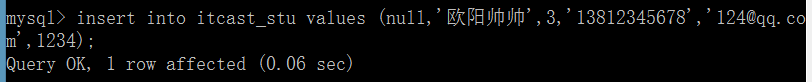 mysql> insert into itcast_stu values (null,'欧阳帅帅',3,'13812345678','124@qq.co
m',1234);
Query OK, 1 row affected (0.06 sec)